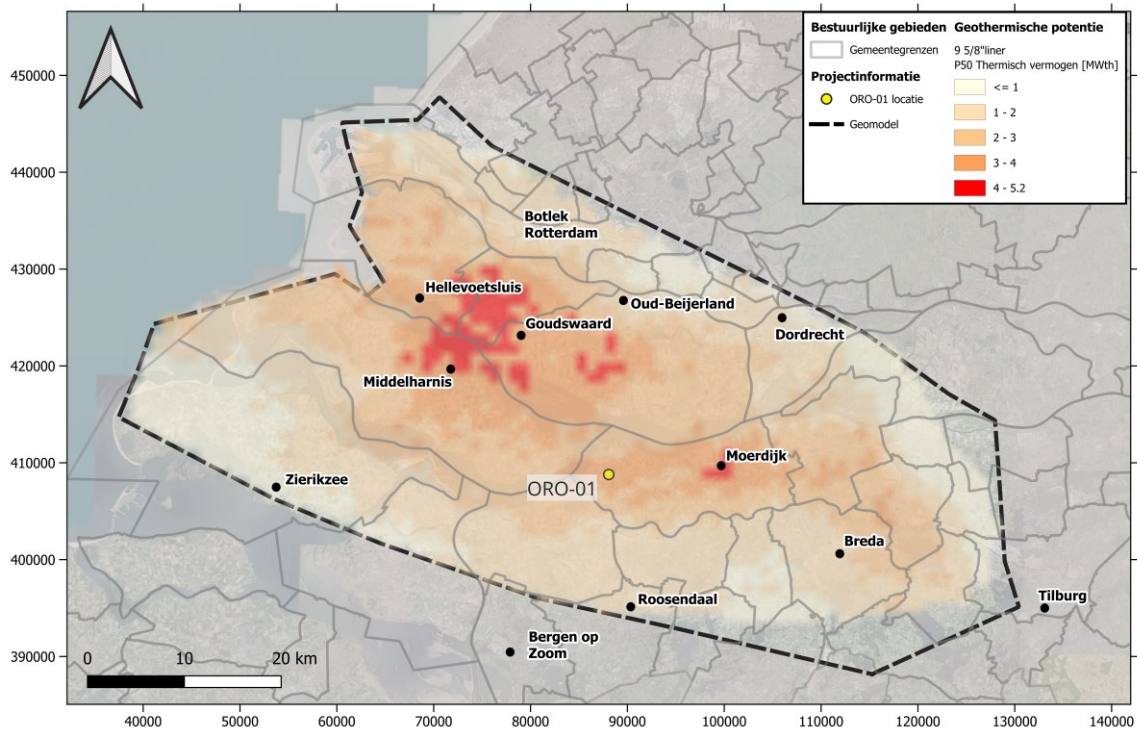 Bestuurlijke gebieden
Gemeentegrenzen
Projectinformatie
ORO-01 locatie
Geomodel
Geothermische potentie
9 5/8"liner
P50 Thermisch vermogen [MWth]
<= 1
1 - 2
2 - 3
3 - 4
4 - 5.2
450000
440000
430000
420000
410000
400000
390000
Botlek
Rotterdam
Hellevoetsluis
Oud-Beijerland
Goudswaard
Dordrecht
Middelharnis
Moerdijk
Zierikzee
ORO-01
Breda
Roosendaal
Tilburg
Bergen op
Zoom
0 10 20 km
40000 50000 60000 70000 80000 90000 100000 110000 120000 130000 140000